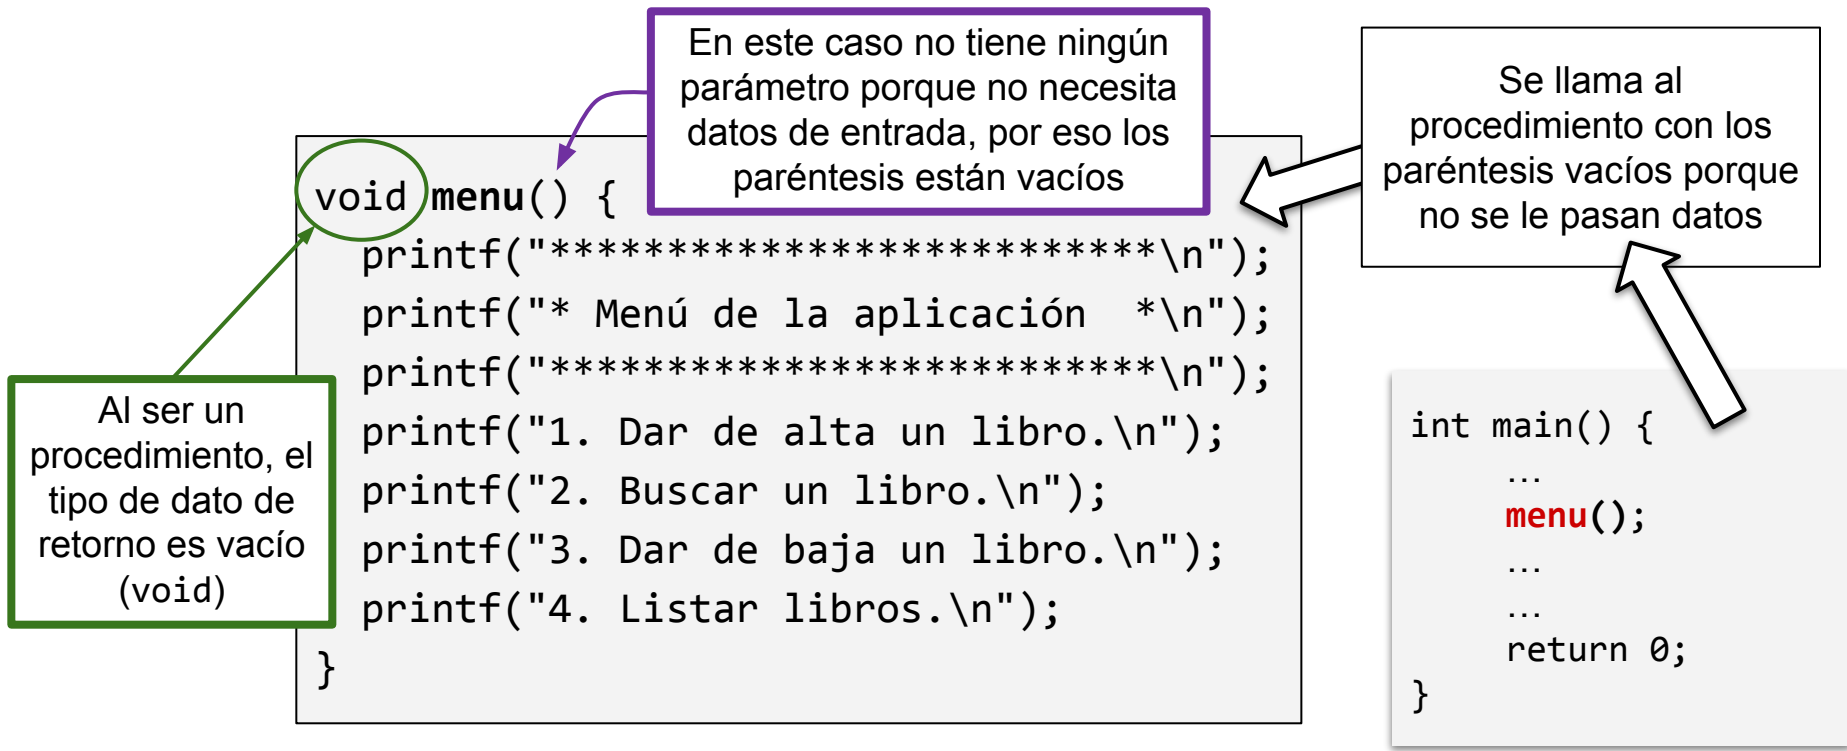 En este caso no tiene ningún
parámetro porque no necesita
datos de entrada, por eso los
paréntesis están vacíos
Se llama al
procedimiento con los
paréntesis vacíos porque
no se le pasan datos
void menu() {
printf("**************************\n");
printf("* Menú de la aplicación  *\n");
printf("**************************\n");
printf("1. Dar de alta un libro.\n");
printf("2. Buscar un libro.\n");
printf("3. Dar de baja un libro.\n");
printf("4. Listar libros.\n");
}
Al ser un
procedimiento, el
tipo de dato de
retorno es vacío
(void)
int main() {
…
menu();
…
…
return 0;
}